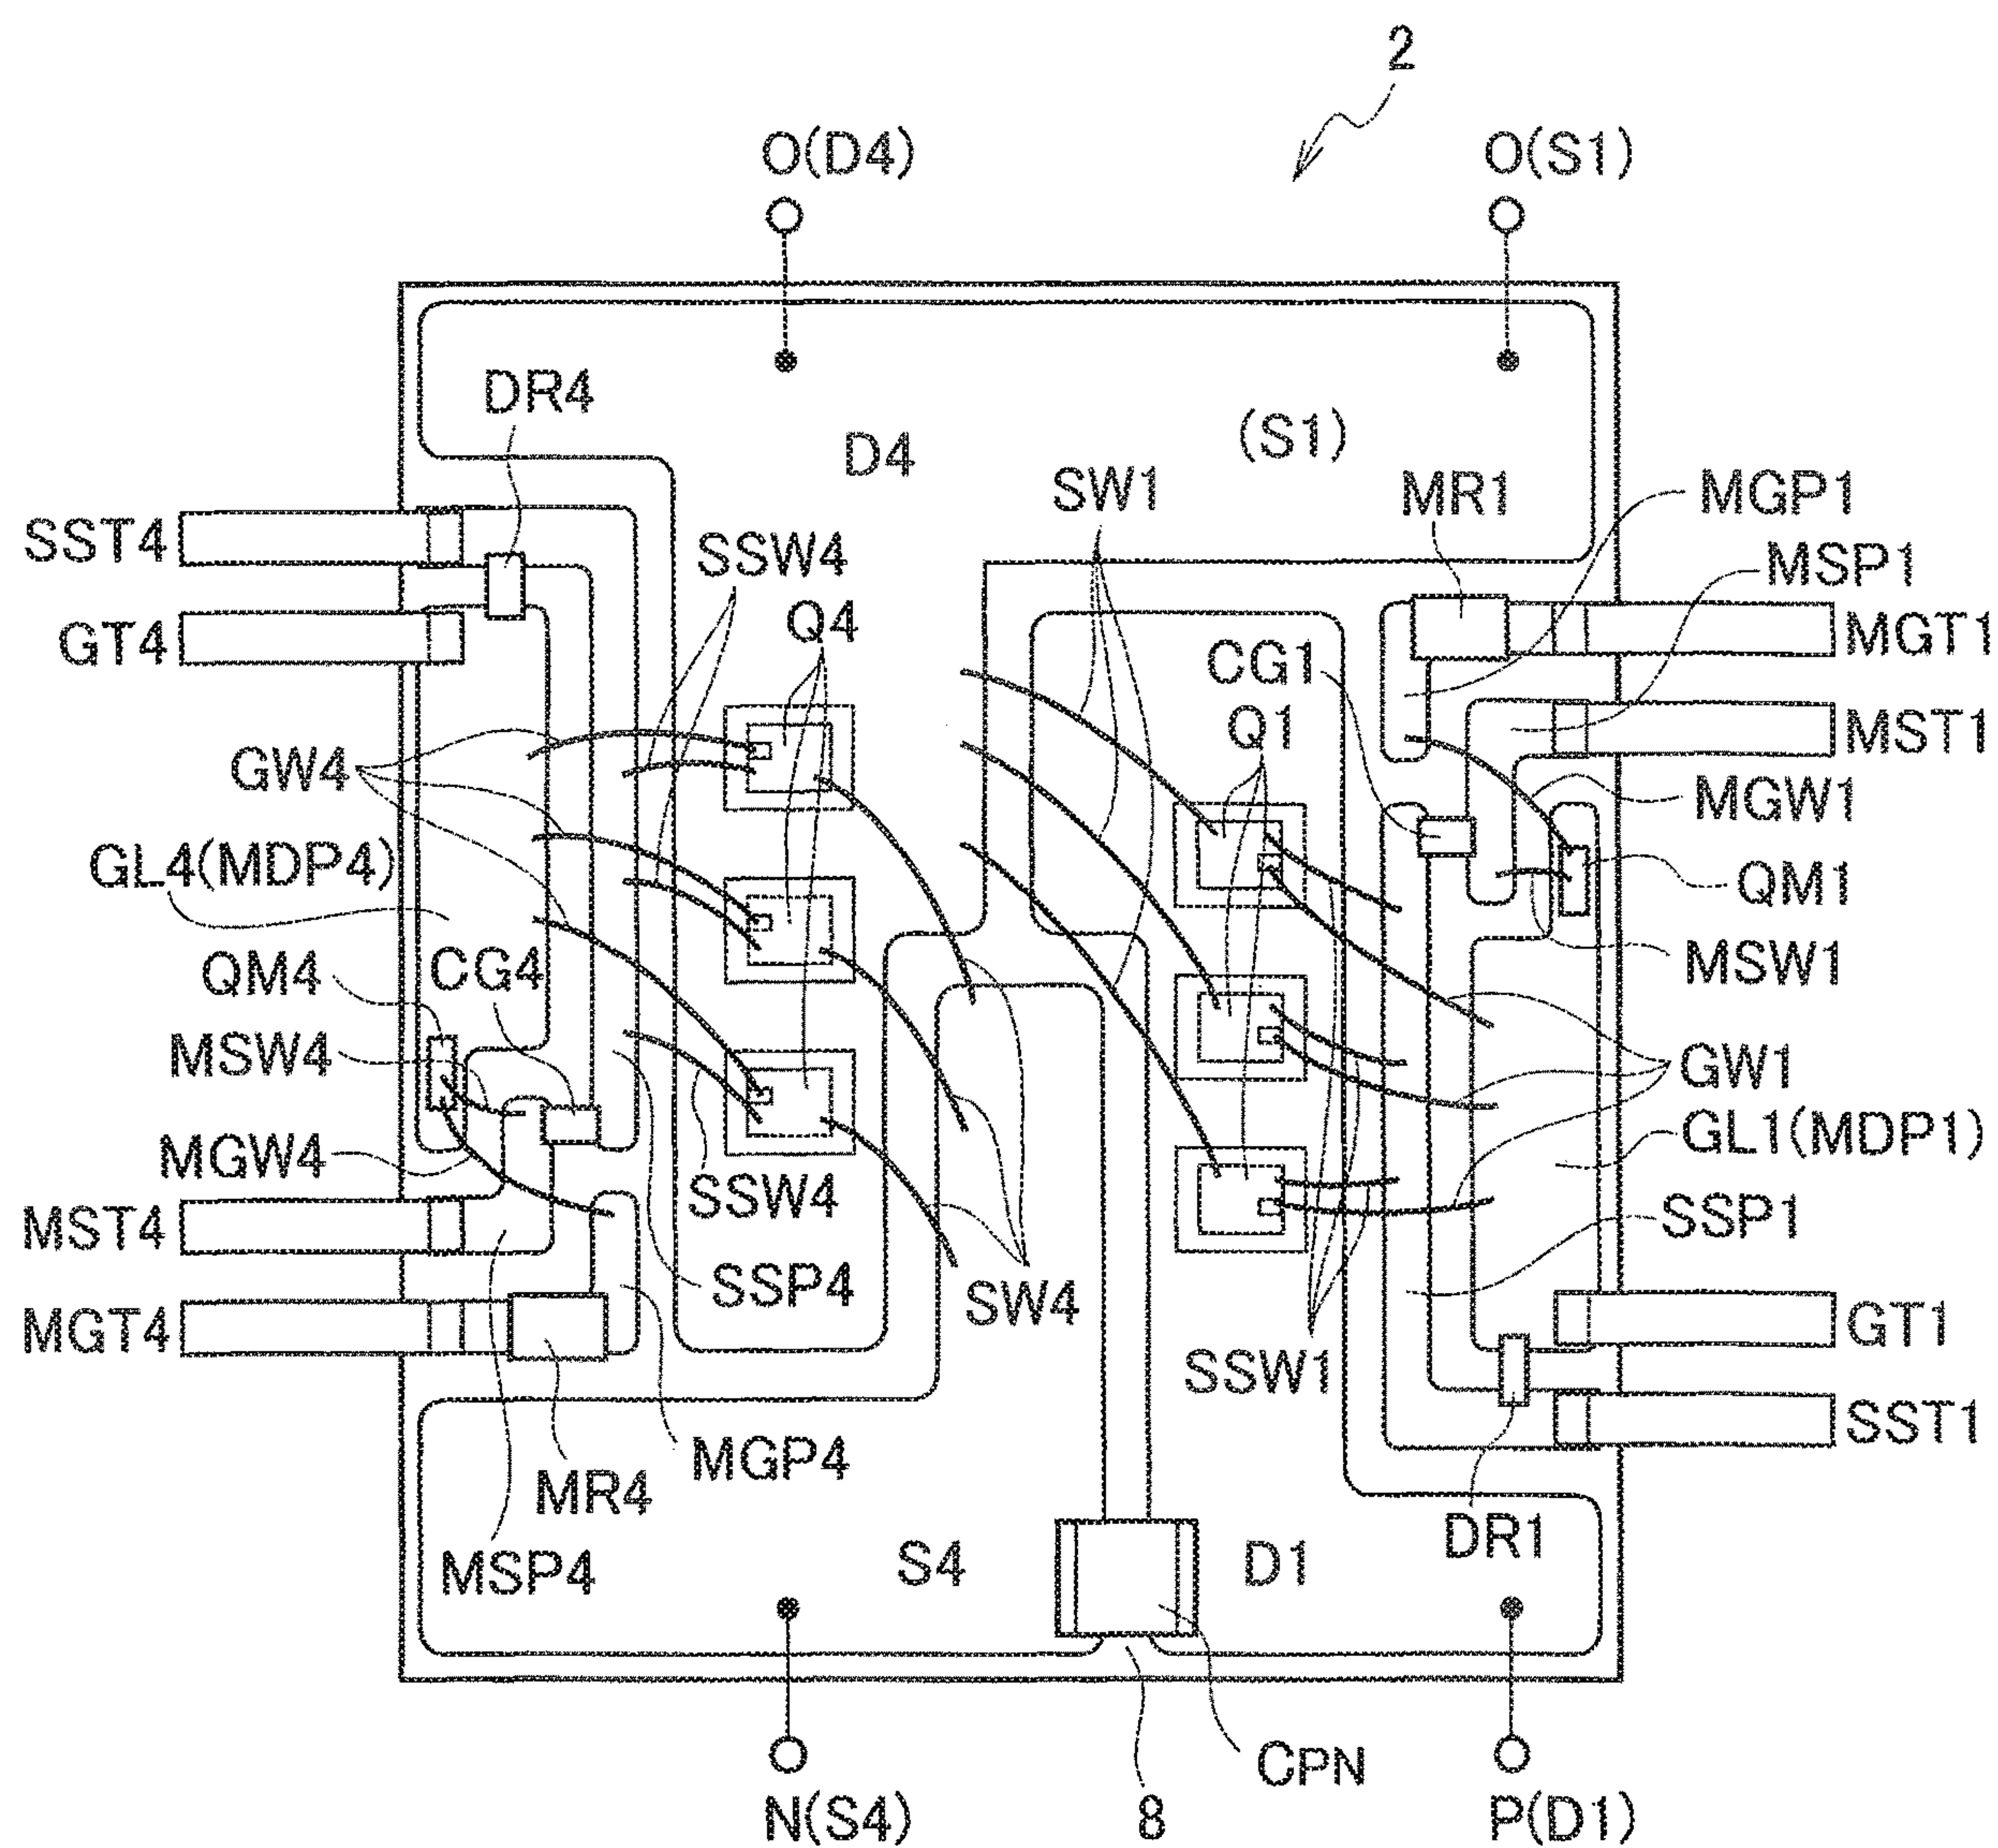 2
O(D4)
O(S1)
DR4
D4
(S1)
SW1
MR1
MGP1
SST4
SSW4
MSP1
GT4
Q4
CG1
MGT1
Q1
MST1
GW4
MGW1
GL4(MDP4)
QM1
QM4
CG4
MSW1
MSW4
GW1
MGW4
GL1(MDP1)
SSW4
SSP1
MST4
SSP4
SW4
MGT4
GT1
SSW1
SST1
MGP4
MR4
DR1
MSP4
S4
D1
CPN
N(S4)
8
P(D1)